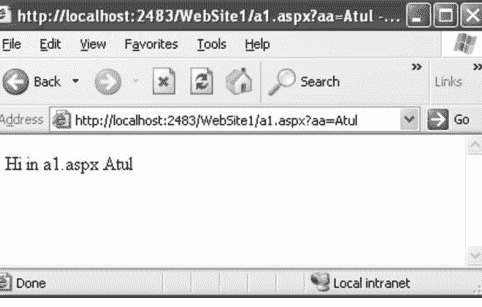 http://localhost:2483/WebSite1/a1.aspx?aa=Atul - ...
File Edit View Favorites Tools Help
Back Search » Links »
Address http://localhost:2483/WebSite1/a1.aspx?aa=Atul Go
Hi in a1.aspx Atul
Done Local intranet